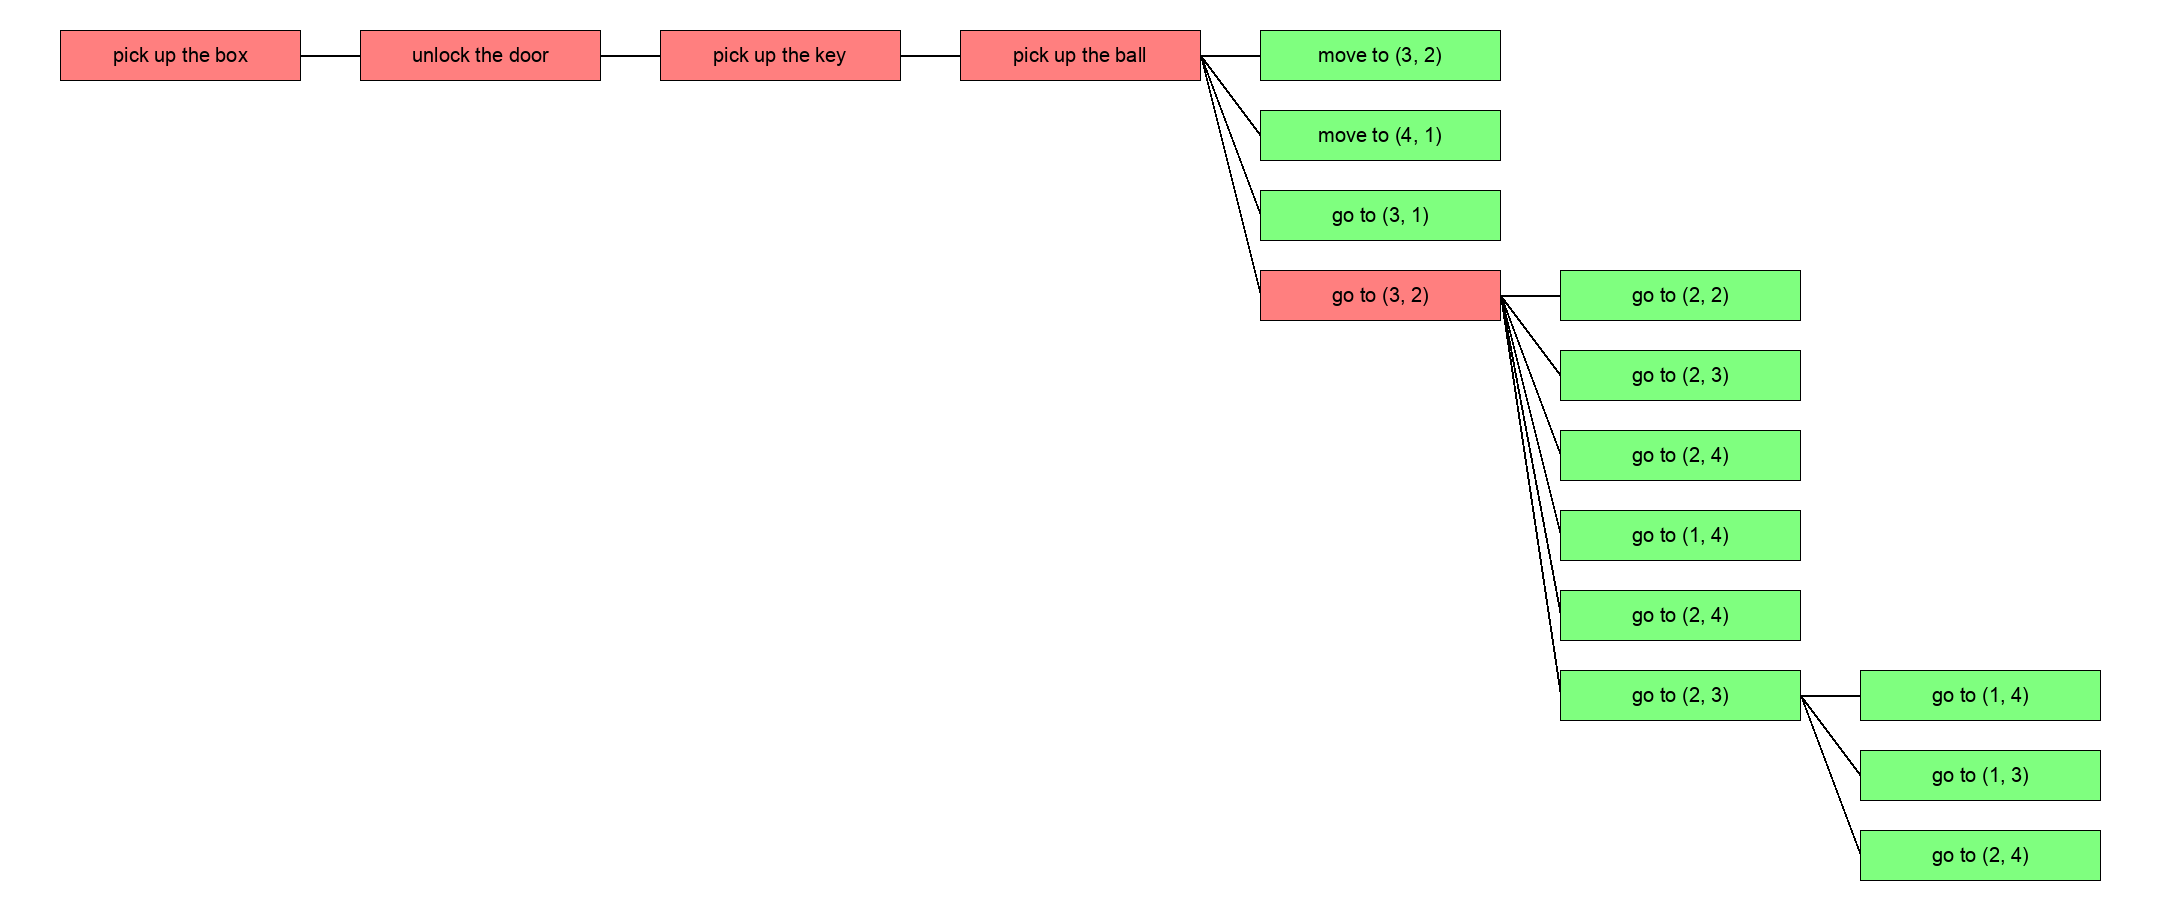 pick up the box
unlock the door
pick up the key
pick up the ball
move to (3, 2)
move to (4, 1)
go to (3, 1)
go to (3, 2)
go to (2, 2)
go to (2, 3)
go to (2, 4)
go to (1, 4)
go to (2, 4)
go to (2, 3)
go to (1, 4)
go to (1, 3)
go to (2, 4)